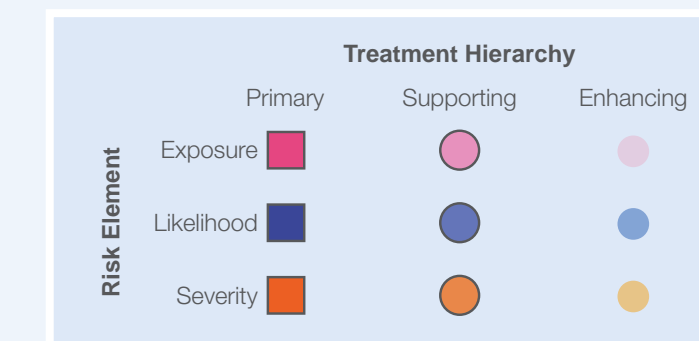 Treatment Hierarchy
Primary Supporting Enhancing
Risk Element
Exposure
Likelihood
Severity